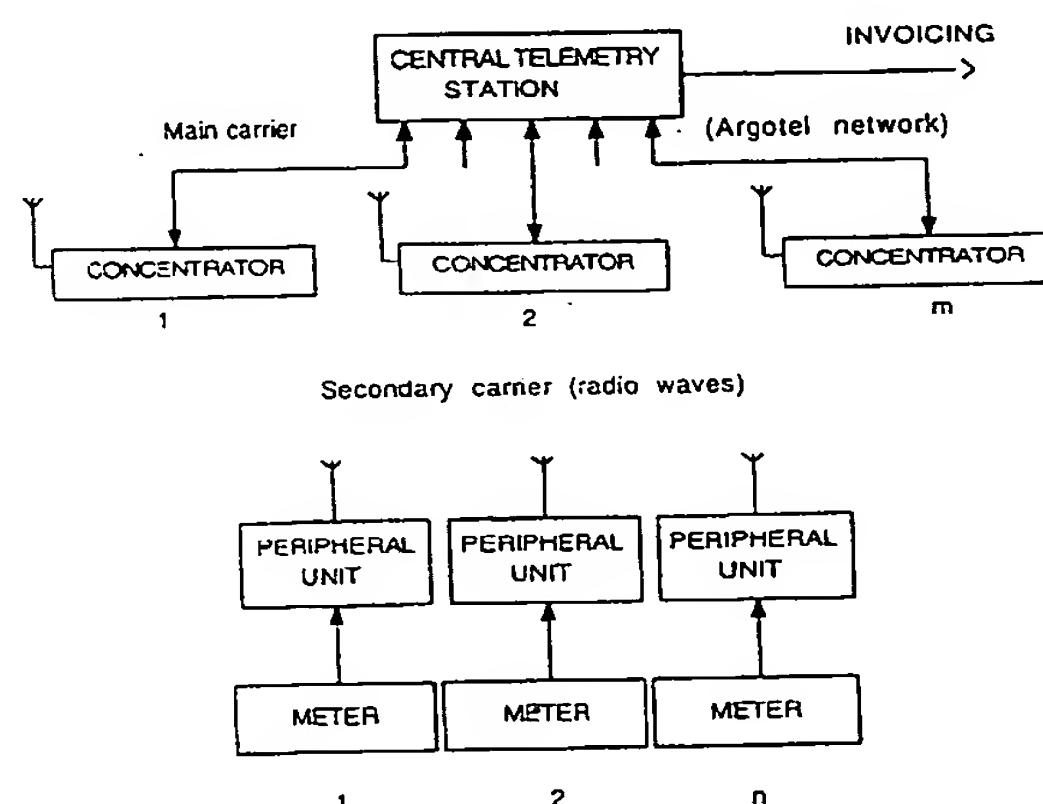 INVOICING
CENTRAL TELEMETRY
STATION
Main carrier
(Argotel network)
CONCENTRATOR
CONCENTRATOR
CONCENTRATOR
1
2
m
Secondary carrier (radio waves)
PERIPHERAL
UNIT
PERIPHERAL
UNIT
PERIPHERAL
UNIT
METER
METER
METER
1
2
n